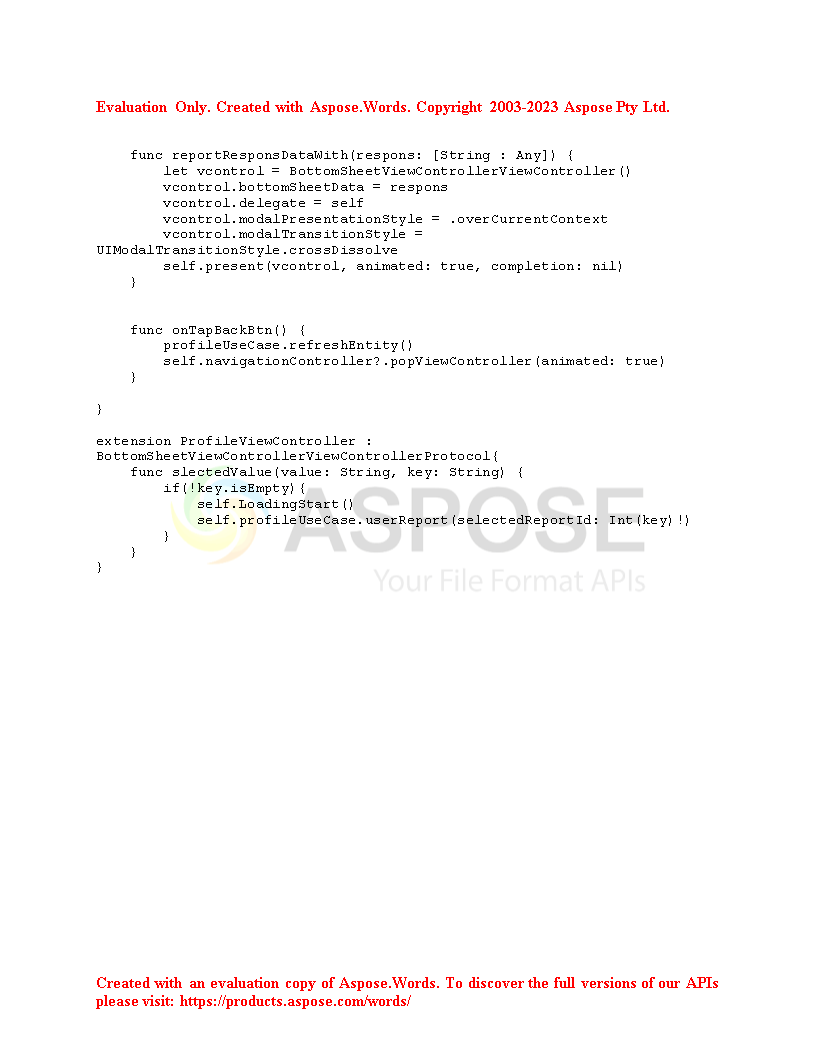 Evaluation Only. Created with Aspose.Words. Copyright 2003-2023 Aspose Pty Ltd.
    func reportResponsDataWith(respons: [String : Any]) {
        let vcontrol = BottomSheetViewControllerViewController()
        vcontrol.bottomSheetData = respons
        vcontrol.delegate = self
        vcontrol.modalPresentationStyle = .overCurrentContext
        vcontrol.modalTransitionStyle =
UIModalTransitionStyle.crossDissolve
        self.present(vcontrol, animated: true, completion: nil)
    }
    func onTapBackBtn() {
        profileUseCase.refreshEntity()
        self.navigationController?.popViewController(animated: true)
    }
}
extension ProfileViewController :
BottomSheetViewControllerViewControllerProtocol{
    func slectedValue(value: String, key: String) {
        if(!key.isEmpty){
            self.LoadingStart()
            self.profileUseCase.userReport(selectedReportId: Int(key)!)
        }
    }
}
ASPOSE
Your File Format APIs
Created with an evaluation copy of Aspose.Words. To discover the full versions of our APIs
please visit: https://products.aspose.com/words/